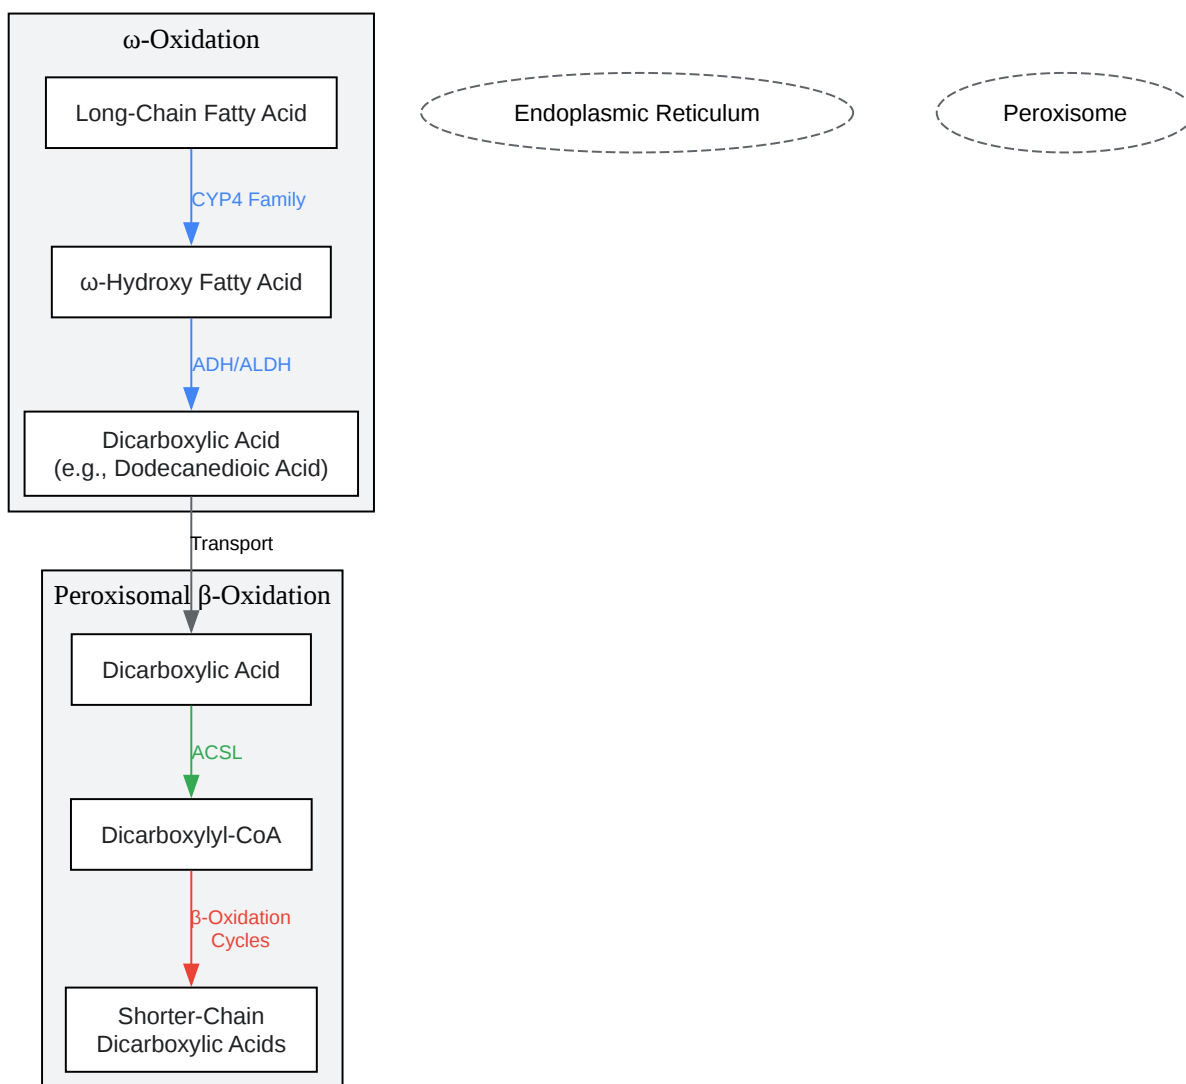 ω-Oxidation
Long-Chain Fatty Acid
Endoplasmic Reticulum
Peroxisome
CYP4 Family
ω-Hydroxy Fatty Acid
ADH/ALDH
Dicarboxylic Acid
(e.g., Dodecanedioic Acid)
Transport
Peroxisomal β-Oxidation
Dicarboxylic Acid
ACSL
Dicarboxylyl-CoA
β-Oxidation
Cycles
Shorter-Chain
Dicarboxylic Acids